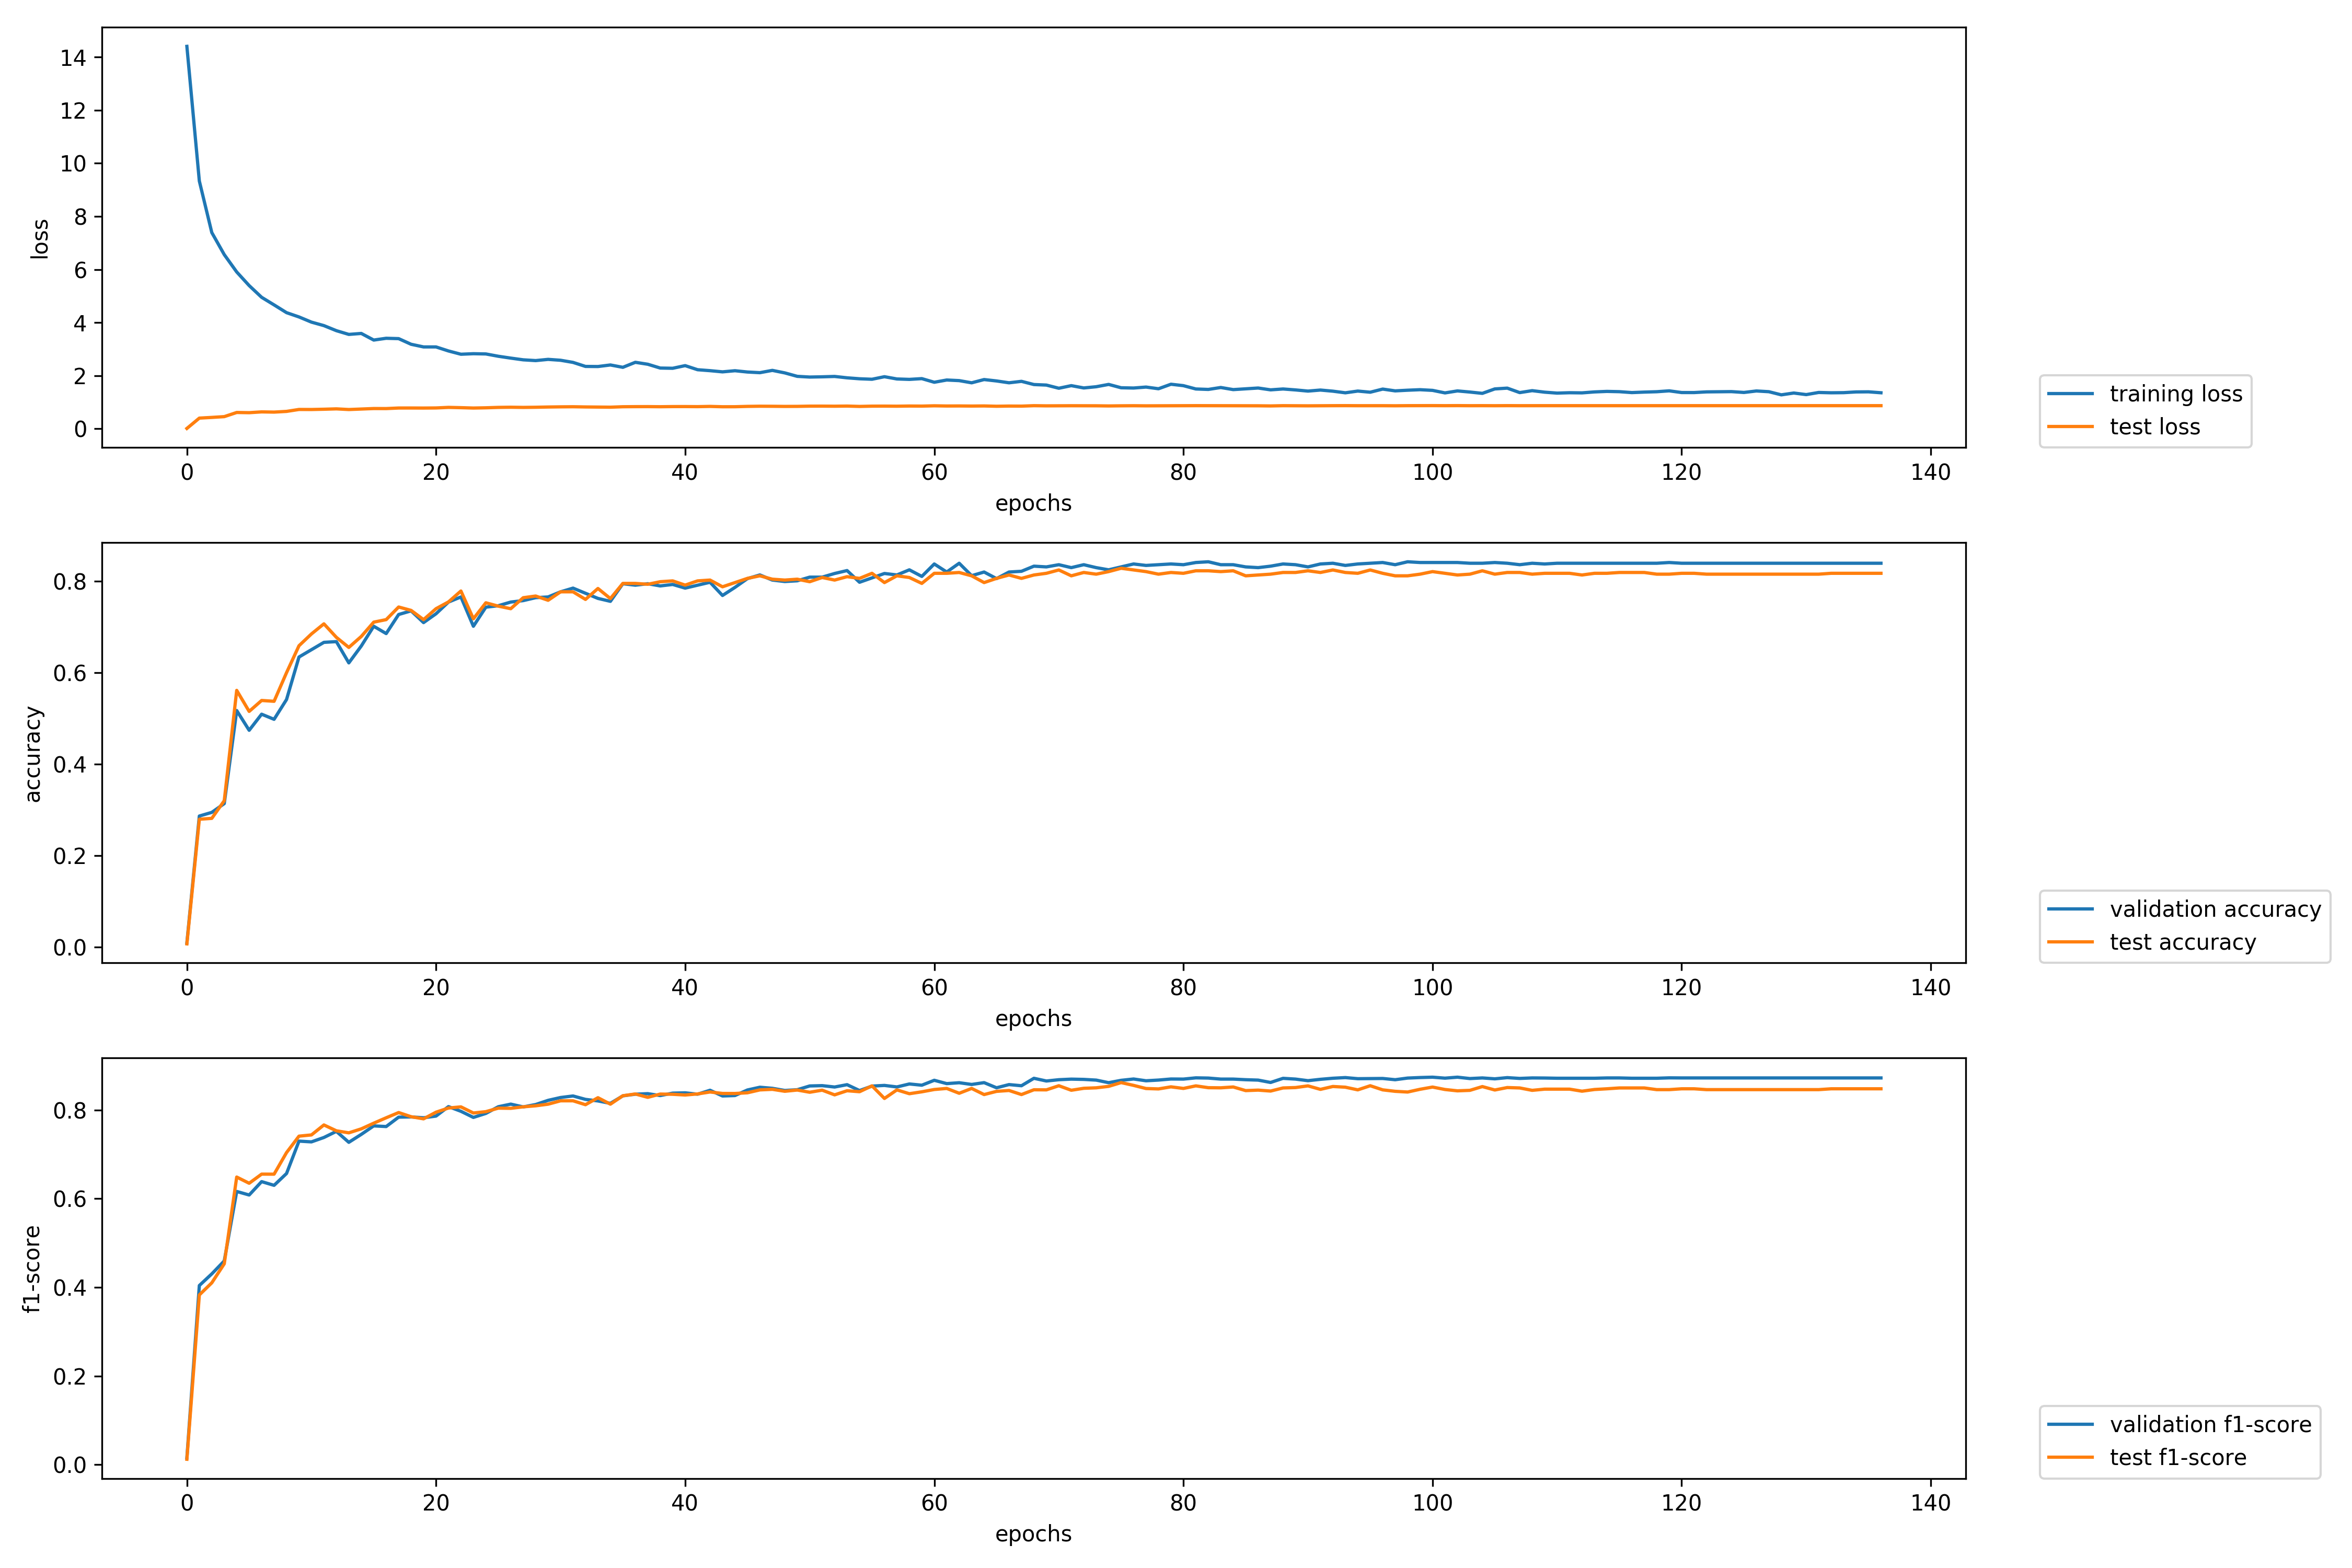 14
12
10
8
6
4
2
0
loss
0 20 40 60 80 100 120 140
epochs
training loss
test loss
0.8
0.6
0.4
0.2
0.0
accuracy
0 20 40 60 80 100 120 140
epochs
validation accuracy
test accuracy
0.8
0.6
0.4
0.2
0.0
f1-score
0 20 40 60 80 100 120 140
epochs
validation f1-score
test f1-score